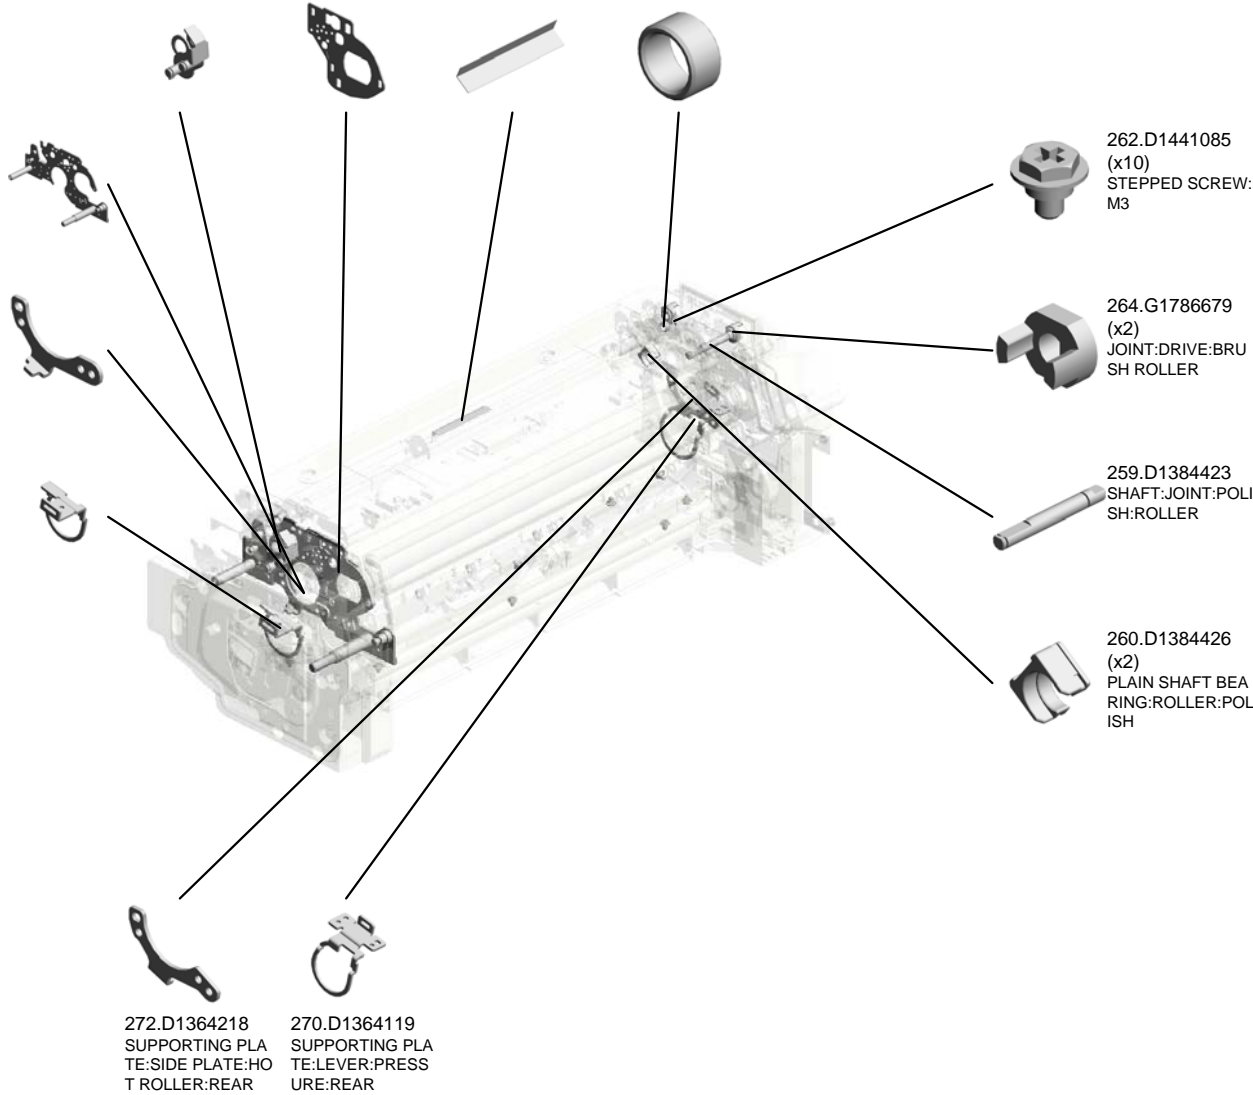 262.D1441085
(x10)
STEPPED SCREW:
M3
264.G1786679
(x2)
JOINT:DRIVE:BRU
SH ROLLER
259.D1384423
SHAFT:JOINT:POLI
SH:ROLLER
260.D1384426
(x2)
PLAIN SHAFT BEA
RING:ROLLER:POL
ISH
272.D1364218
SUPPORTING PLA
TE:SIDE PLATE:HO
T ROLLER:REAR
270.D1364119
SUPPORTING PLA
TE:LEVER:PRESS
URE:REAR